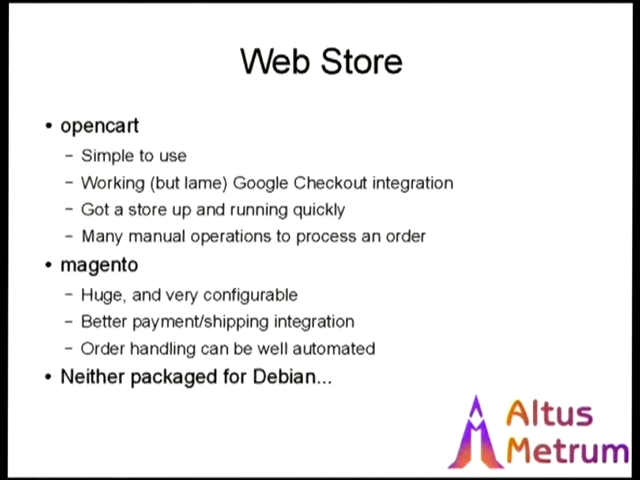 Web Store
• opencart
– Simple to use
– Working (but lame) Google Checkout integration
– Got a store up and running quickly
– Many manual operations to process an order
• magento
– Huge, and very configurable
– Better payment/shipping integration
– Order handling can be well automated
• Neither packaged for Debian...
Altus
Metrum